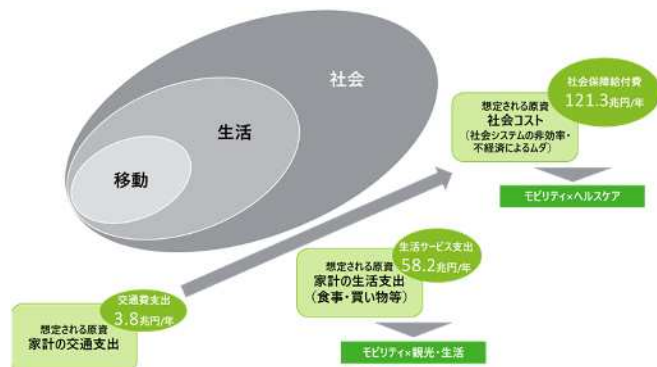 社会
生活
移動
社会保障給付費
121.3兆円/年
想定される原資
社会コスト
（社会システムの非効率・
不経済によるムダ）
モビリティ×ヘルスケア
生活サービス支出
58.2兆円/年
想定される原資
家計の生活支出
（食事・買い物等）
モビリティ×観光・生活
交通費支出
3.8兆円/年
想定される原資
家計の交通支出